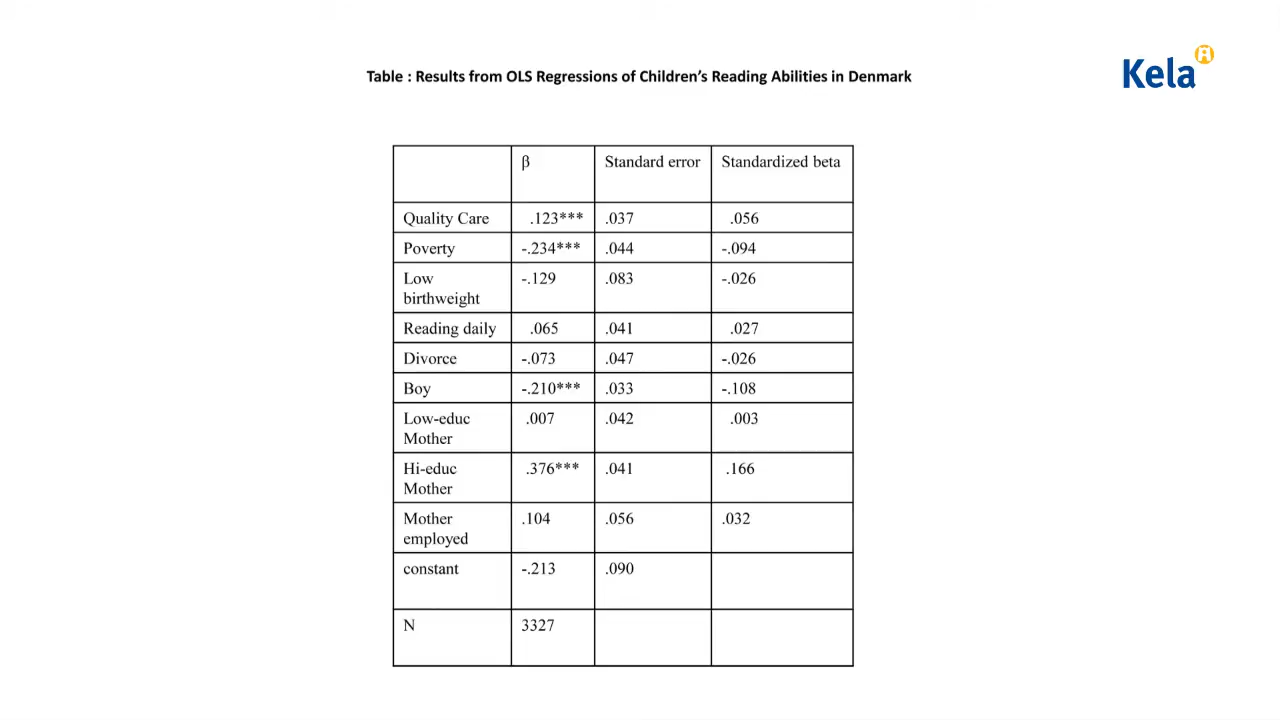 Kela
Table : Results from OLS Regressions of Children's Reading Abilities in Denmark
β Standard error Standardized beta
Quality Care .123*** .037 .056
Poverty -.234*** .044 -.094
Low
birthweight -.129 .083 -.026
Reading daily .065 .041 .027
Divorce -.073 .047 -.026
Boy -.210*** .033 -.108
Low-educ
Mother .007 .042 .003
Hi-educ
Mother .376*** .041 .166
Mother
employed .104 .056 .032
constant -.213 .090
N 3327